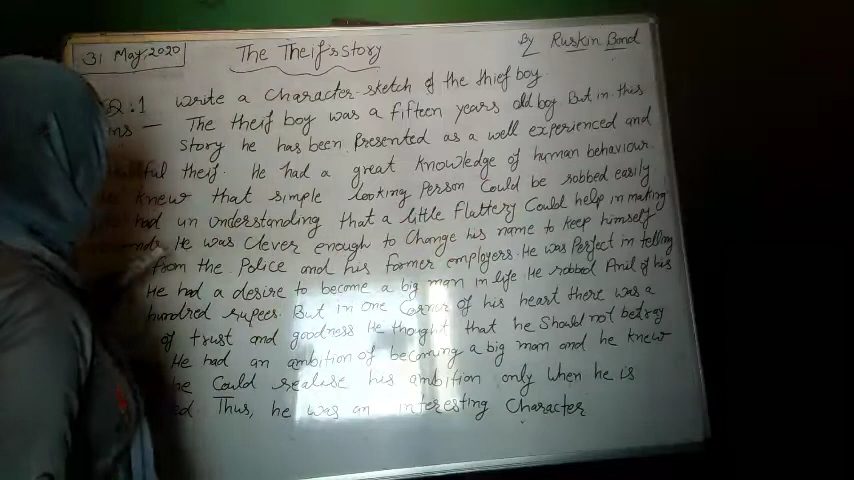 31 May, 2020
The Theif's story
By Ruskin Bond
Q.1 write a character-sketch of the thief boy.
ns - The theif boy was a fifteen years old boy. But in this
story he has been presented as a well experienced and
ful theif. He had a great knowledge of human behaviour.
knew that simple looking person could be robbed easily
had an understanding that a little flattery could help in making
He was clever enough to change his name to keep himself
from the Police and his former employers. He was perfect in telling
He had a desire to become a big man in life. He robbed Anil of his
hundred rupees. But in one corner of his heart there was a
of trust and goodness He thought that he should not betray
He had an ambition of becoming a big man and he knew
he could realise his ambition only when he is
ed Thus, he was an interesting character